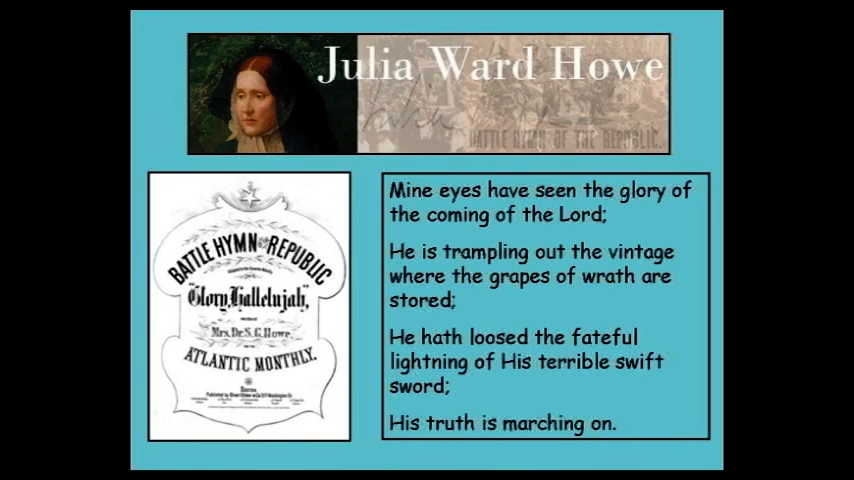 Julia Ward Howe
BATTLE HYMN OF THE REPUBLIC.
BATTLE HYMN OF THE REPUBLIC
"Glory, Hallelujah,"
Mrs. Dr. S. G. Howe,
ATLANTIC MONTHLY.
Mine eyes have seen the glory of
the coming of the Lord;
He is trampling out the vintage
where the grapes of wrath are
stored;
He hath loosed the fateful
lightning of His terrible swift
sword;
His truth is marching on.